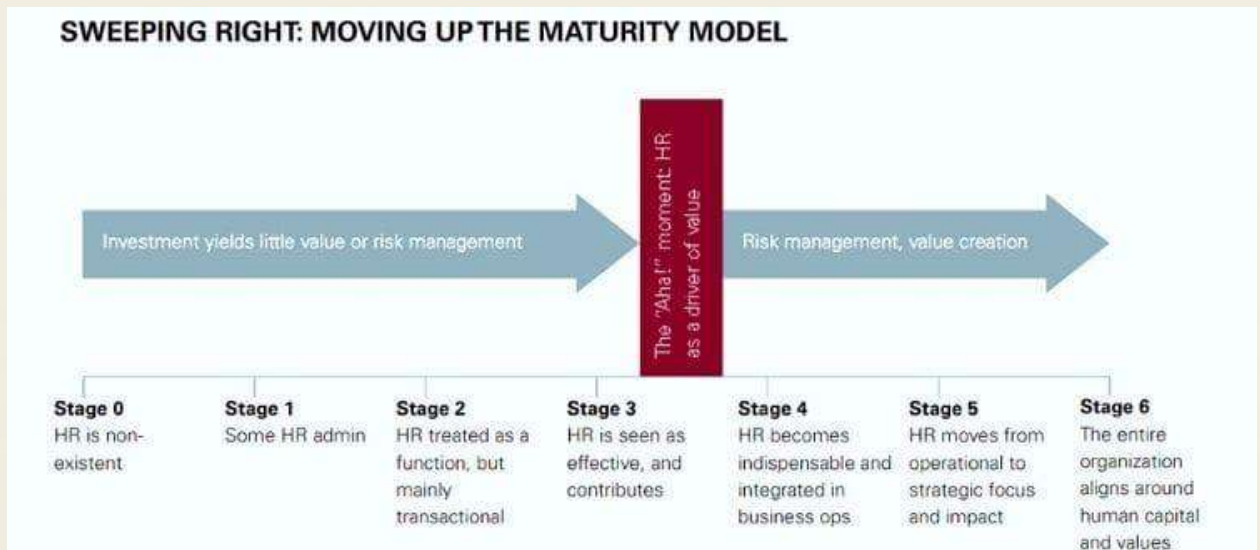 SWEEPING RIGHT: MOVING UP THE MATURITY MODEL
Investment yields little value or risk management
The "Aha!" moment: HR
as a driver of value
Risk management, value creation
Stage 0
HR is non-
existent
Stage 1
Some HR admin
Stage 2
HR treated as a
function, but
mainly
transactional
Stage 3
HR is seen as
effective, and
contributes
Stage 4
HR becomes
indispensable and
integrated in
business ops
Stage 5
HR moves from
operational to
strategic focus
and impact
Stage 6
The entire
organization
aligns around
human capital
and values